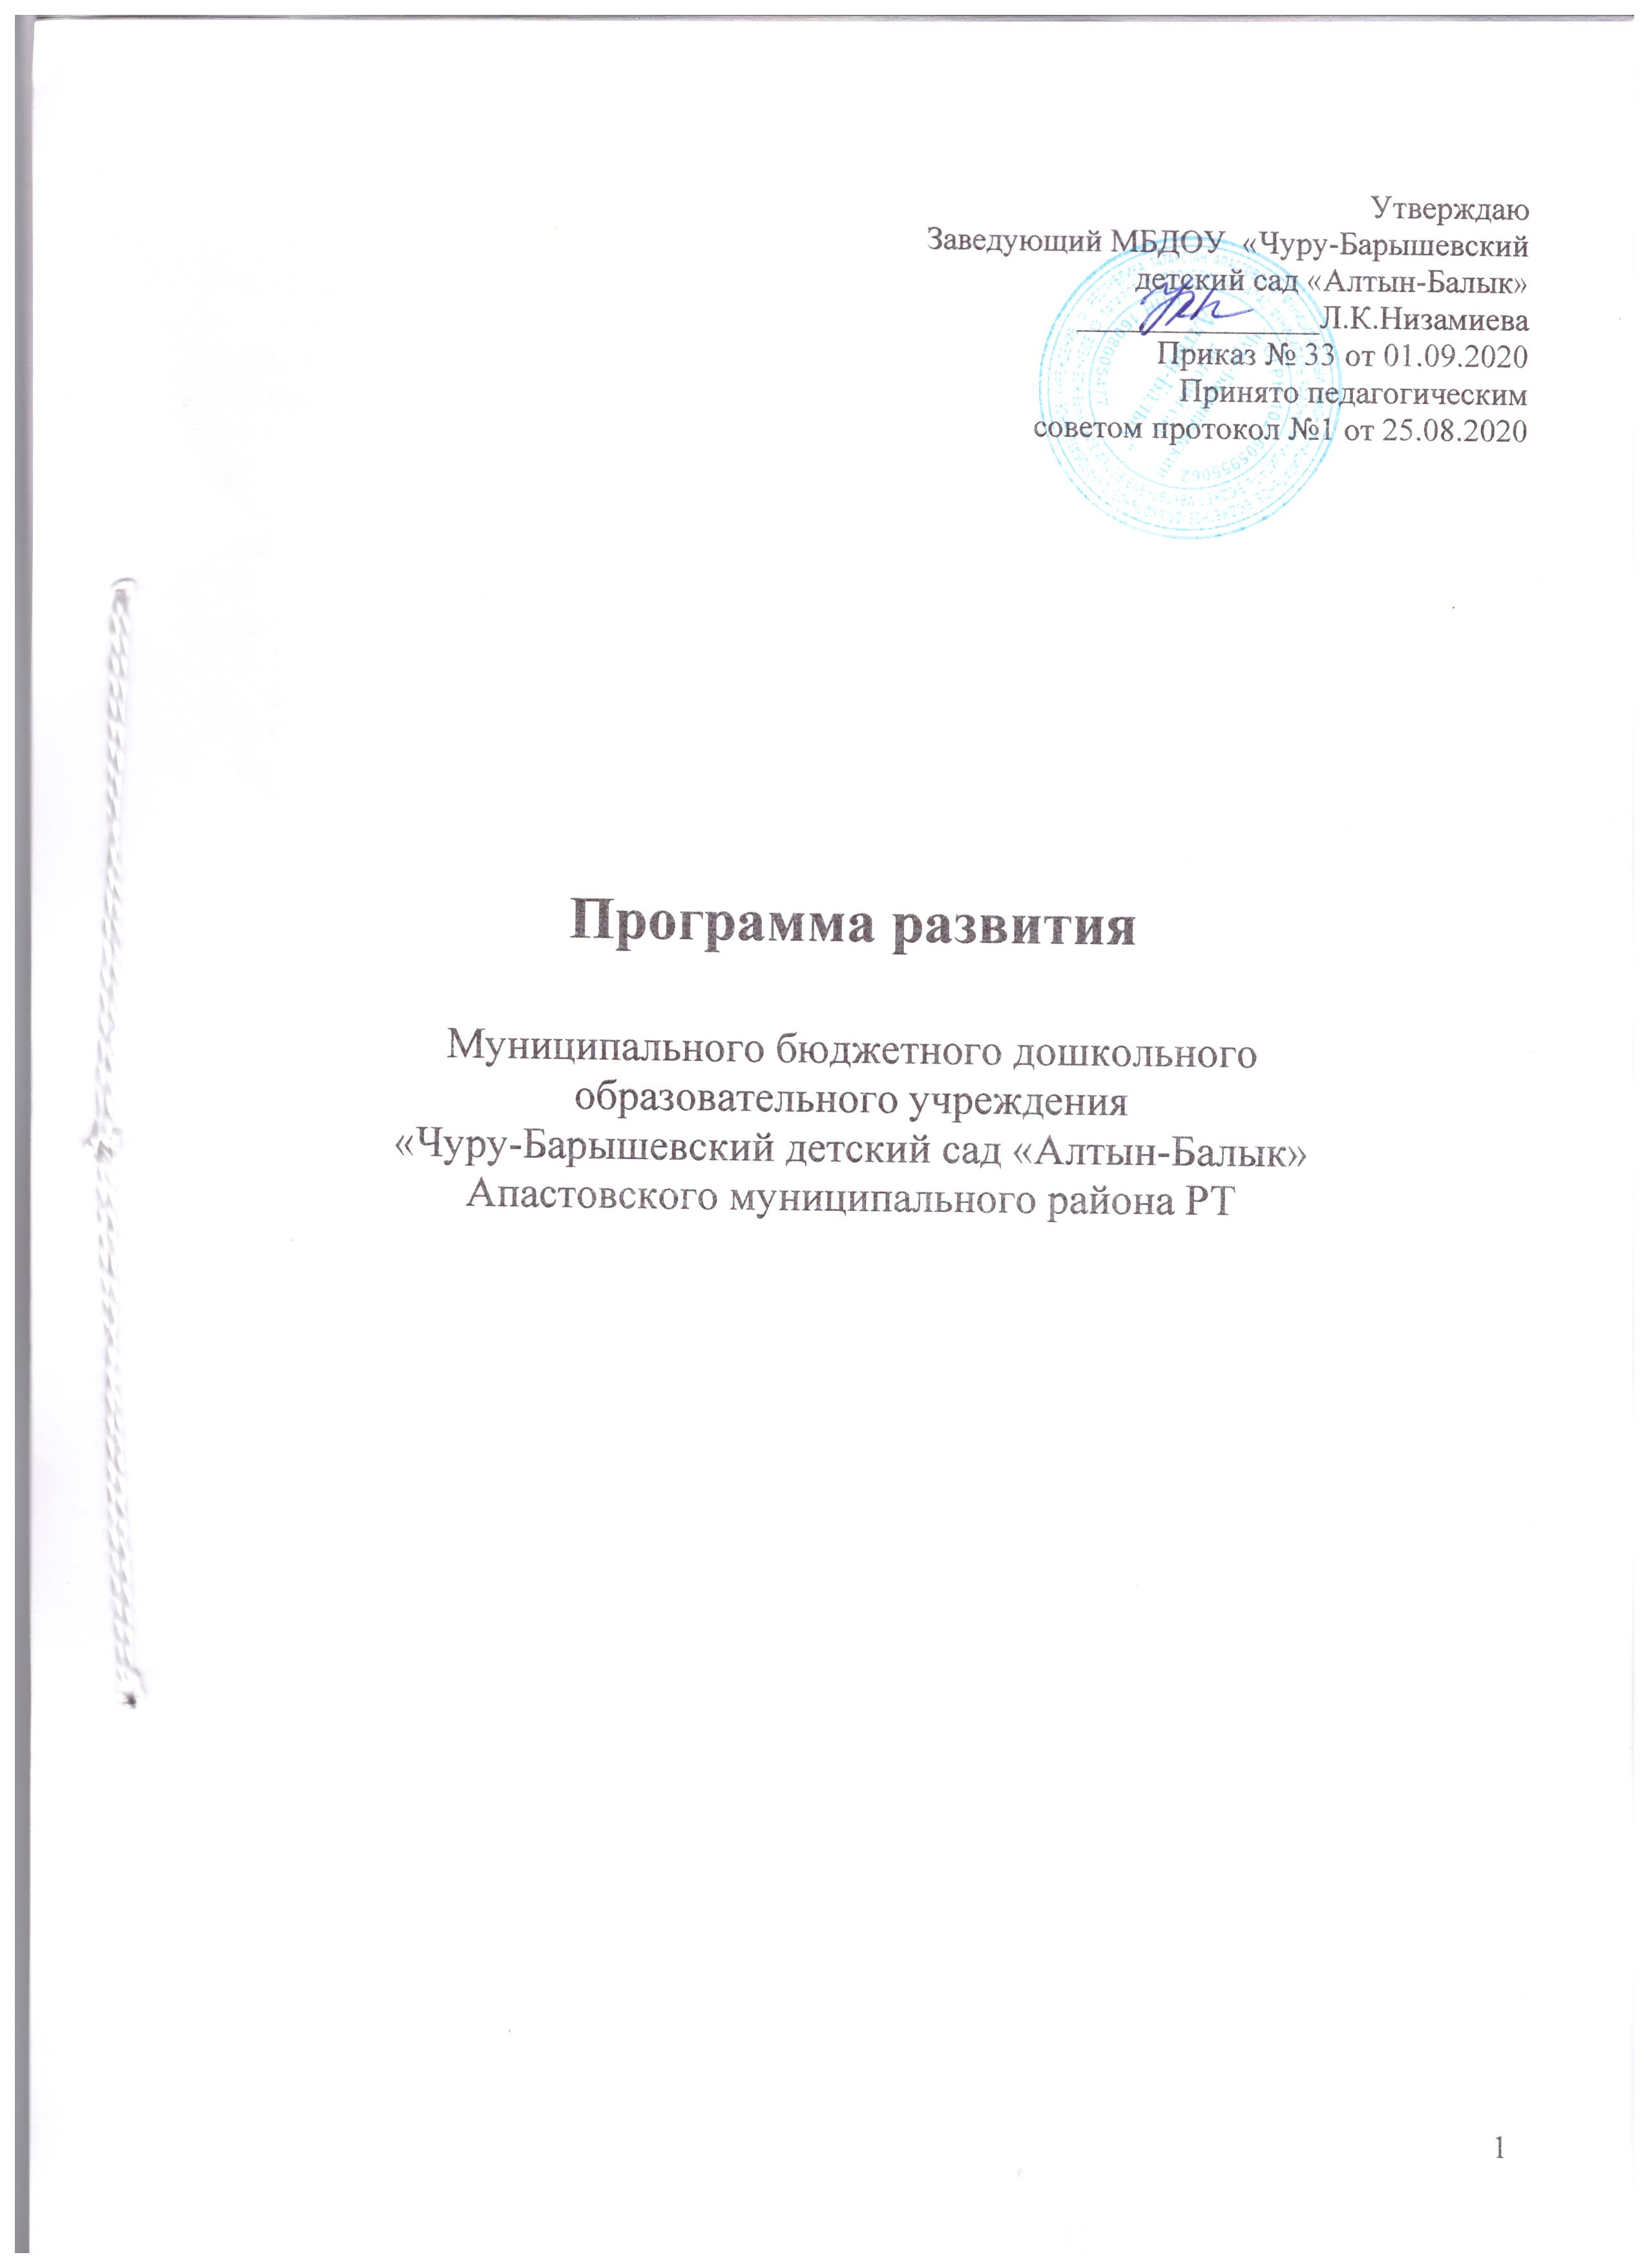 Утверждаю
Заведующий МБДОУ «Чуру-Барышевский
детский сад «Алтын-Балык»
_______________Л.К.Низамиева
Приказ № 33 от 01.09.2020
Принято педагогическим
советом протокол №1 от 25.08.2020
Программа развития
Муниципального бюджетного дошкольного
образовательного учреждения
«Чуру-Барышевский детский сад «Алтын-Балык»
Апастовского муниципального района РТ
1